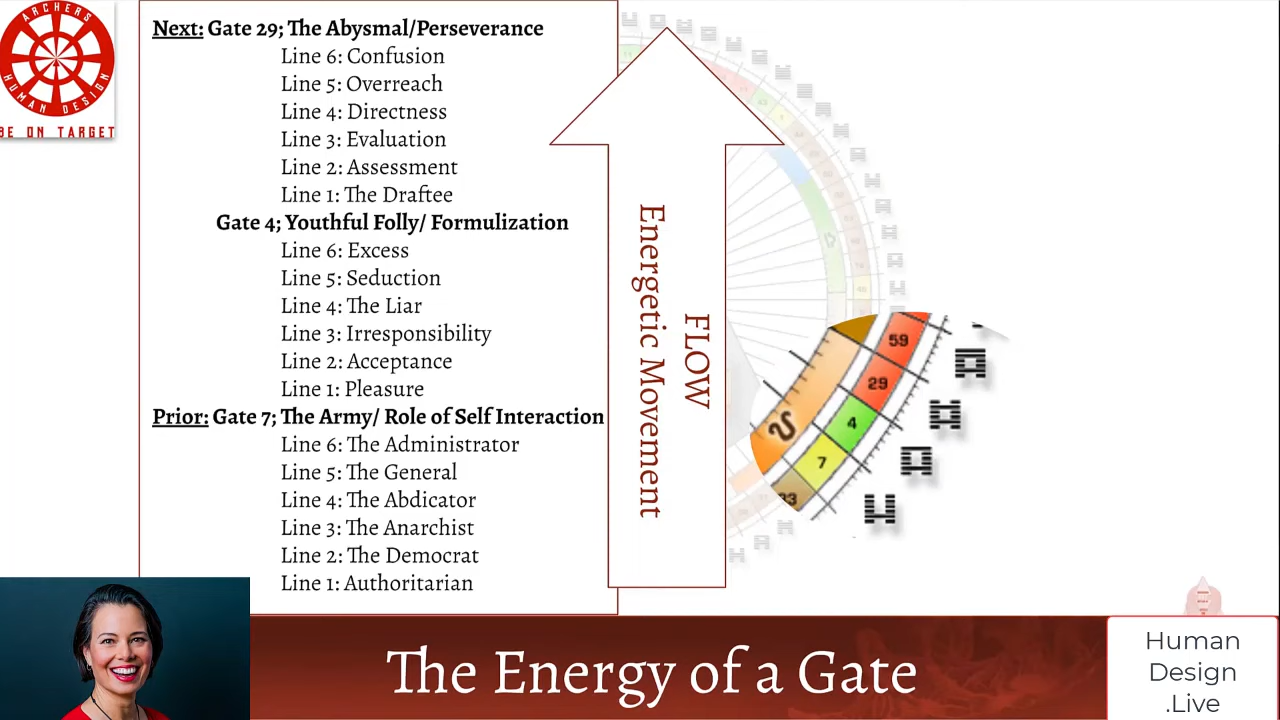 ARCHERS
HUMAN DESIGN
BE ON TARGET
Next: Gate 29; The Abysmal/Perseverance
Line 6: Confusion
Line 5: Overreach
Line 4: Directness
Line 3: Evaluation
Line 2: Assessment
Line 1: The Draftee
Gate 4; Youthful Folly/ Formulization
Line 6: Excess
Line 5: Seduction
Line 4: The Liar
Line 3: Irresponsibility
Line 2: Acceptance
Line 1: Pleasure
Prior: Gate 7; The Army/ Role of Self Interaction
Line 6: The Administrator
Line 5: The General
Line 4: The Abdicator
Line 3: The Anarchist
Line 2: The Democrat
Line 1: Authoritarian
FLOW
Energetic Movement
59
29
4
7
The Energy of a Gate
Human
Design
.Live